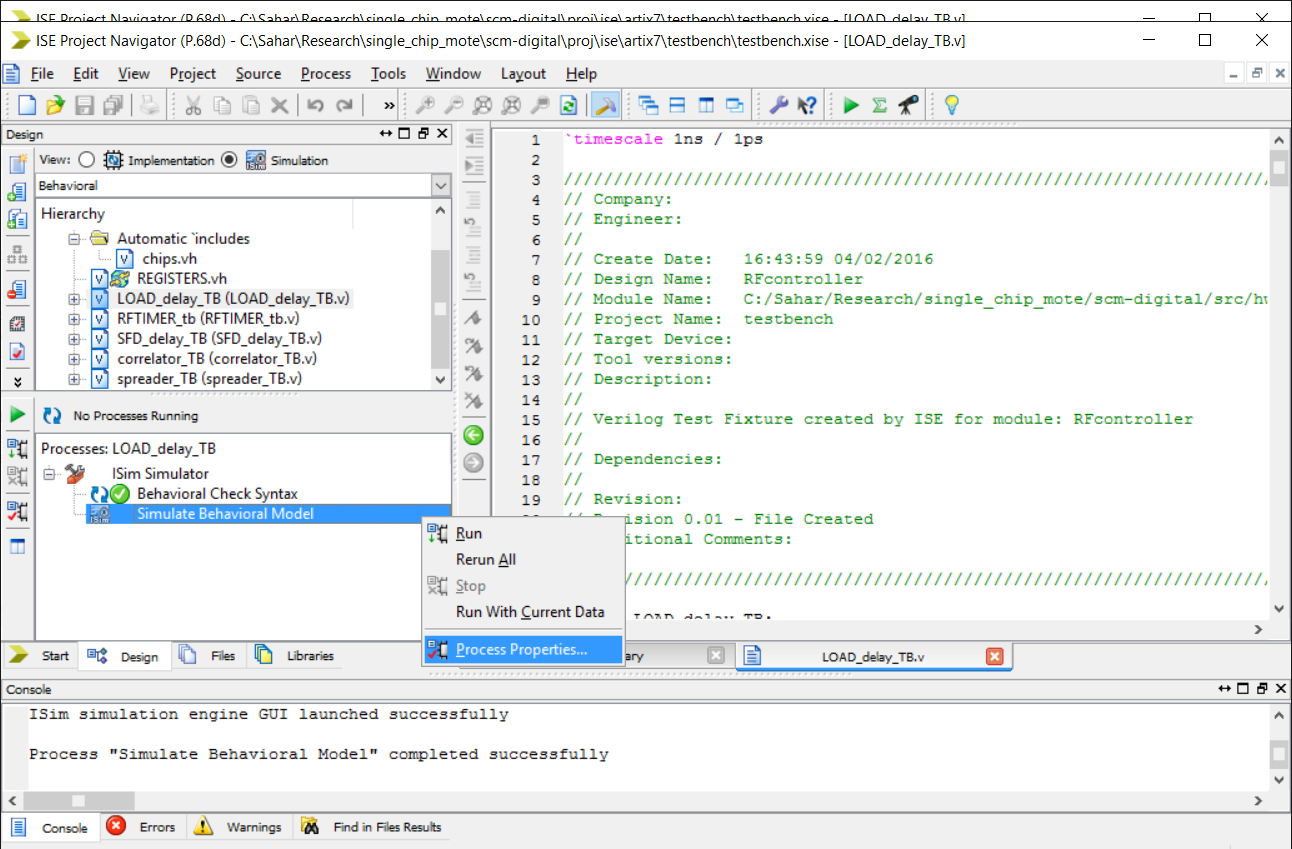 ISE Project Navigator (P.68d) - C:\Sahar\Research\single_chip_mote\scm-digital\proj\ise\artix7\testbench\testbench.xise - [LOAD_delay_TB.v]
ISE Project Navigator (P.68d) - C:\Sahar\Research\single_chip_mote\scm-digital\proj\ise\artix7\testbench\testbench.xise - [LOAD_delay_TB.v]
File Edit View Project Source Process Tools Window Layout Help
Design
View: Implementation Simulation
Behavioral
Hierarchy
Automatic `includes
chips.vh
REGISTERS.vh
LOAD_delay_TB (LOAD_delay_TB.v)
RFTIMER_tb (RFTIMER_tb.v)
SFD_delay_TB (SFD_delay_TB.v)
correlator_TB (correlator_TB.v)
spreader_TB (spreader_TB.v)
No Processes Running
Processes: LOAD_delay_TB
ISim Simulator
Behavioral Check Syntax
ISim Simulate Behavioral Model
Run
Rerun All
Stop
Run With Current Data
Process Properties...
1 `timescale 1ns / 1ps
2
3 ////////////////////////////////////////////////////////////////////////
4 // Company:
5 // Engineer:
6 //
7 // Create Date: 16:43:59 04/02/2016
8 // Design Name: RFcontroller
9 // Module Name: C:/Sahar/Research/single_chip_mote/scm-digital/src/hw
10 // Project Name: testbench
11 // Target Device:
12 // Tool versions:
13 // Description:
14 //
15 // Verilog Test Fixture created by ISE for module: RFcontroller
16 //
17 // Dependencies:
18 //
19 // Revision:
// Revision 0.01 - File Created
itional Comments:
//////////////////////////////////////////////////////////////////
LOAD_delay_TB;
Start Design Files Libraries
ary LOAD_delay_TB.v
Console
ISim simulation engine GUI launched successfully
Process "Simulate Behavioral Model" completed successfully
Console Errors Warnings Find in Files Results